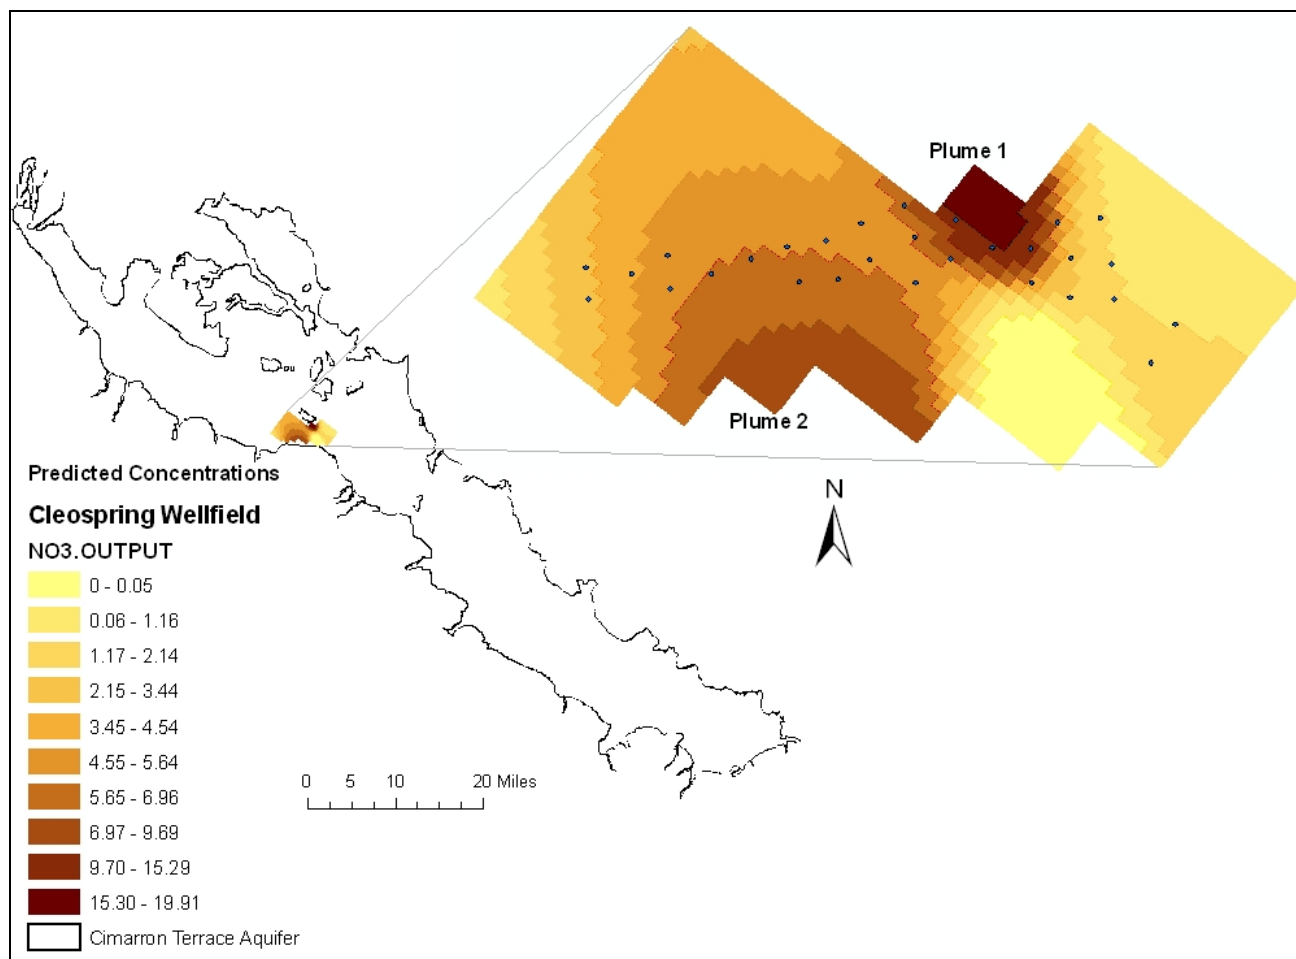 Plume 1
Plume 2
N
Predicted Concentrations
Cleospring Wellfield
NO3.OUTPUT
0 - 0.05
0.06 - 1.16
1.17 - 2.14
2.15 - 3.44
3.45 - 4.54
4.55 - 5.64
5.65 - 6.96
6.97 - 9.69
9.70 - 15.29
15.30 - 19.91
Cimarron Terrace Aquifer
0 5 10 20 Miles